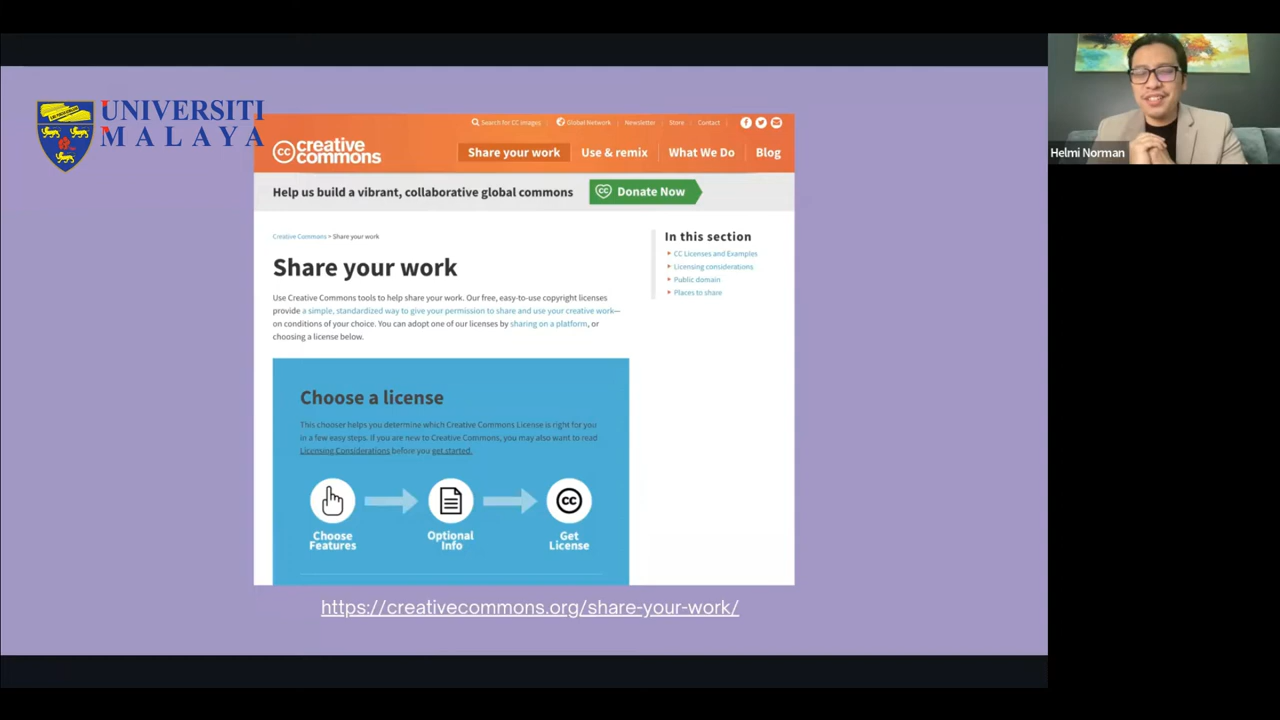 UNIVERSITI
MALAYA
Search for CC images
Global Network
Newsletter
Store
Contact
creative
commons
Share your work
Use & remix
What We Do
Blog
Help us build a vibrant, collaborative global commons
Donate Now
Creative Commons > Share your work
Share your work
Use Creative Commons tools to help share your work. Our free, easy-to-use copyright licenses
provide a simple, standardized way to give your permission to share and use your creative work—
on conditions of your choice. You can adopt one of our licenses by sharing on a platform, or
choosing a license below.
In this section
CC Licenses and Examples
Licensing considerations
Public domain
Places to share
Choose a license
This chooser helps you determine which Creative Commons License is right for you
in a few easy steps. If you are new to Creative Commons, you may also want to read
Licensing Considerations before you get started.
Choose
Features
Optional
Info
Get
License
https://creativecommons.org/share-your-work/
Helmi Norman